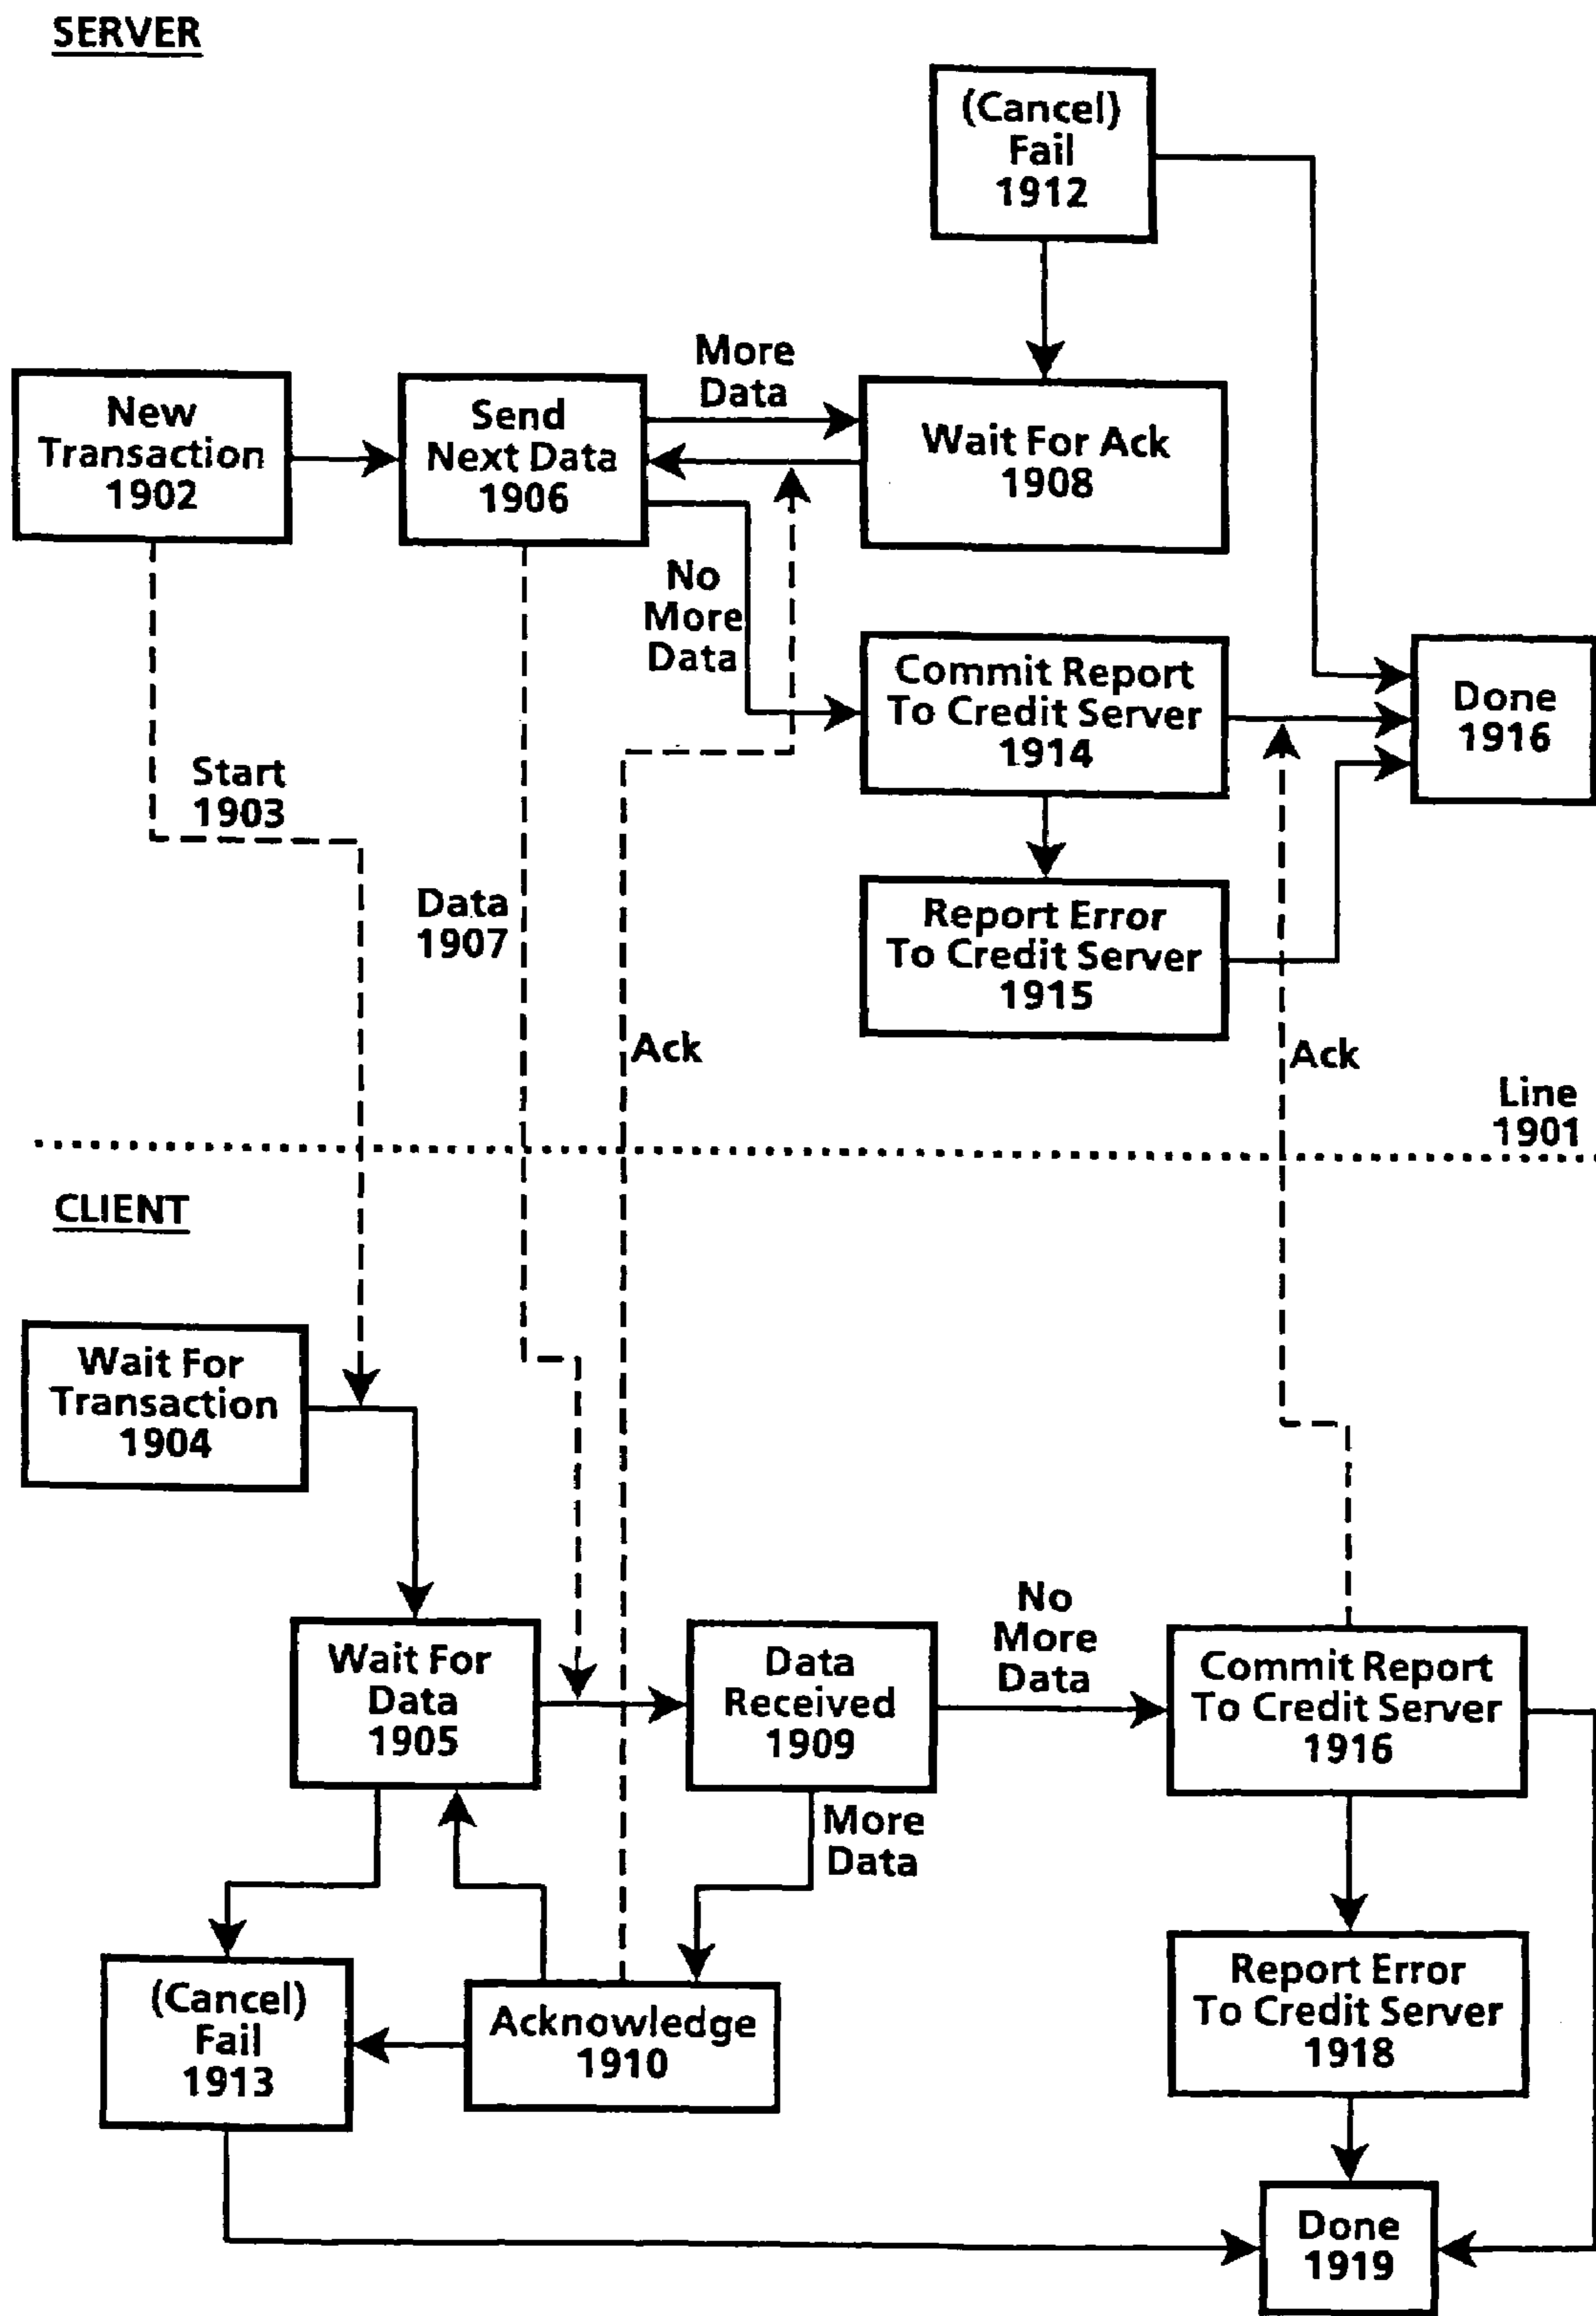 SERVER
(Cancel)
Fail
1912
More
Data
New
Transaction
1902
Send
Next Data
1906
Wait For Ack
1908
No
More
Data
Commit Report
To Credit Server
1914
Done
1916
Start
1903
Data
1907
Report Error
To Credit Server
1915
Ack
Ack
Line
1901
CLIENT
Wait For
Transaction
1904
Wait For
Data
1905
Data
Received
1909
No
More
Data
Commit Report
To Credit Server
1916
More
Data
(Cancel)
Fail
1913
Acknowledge
1910
Report Error
To Credit Server
1918
Done
1919